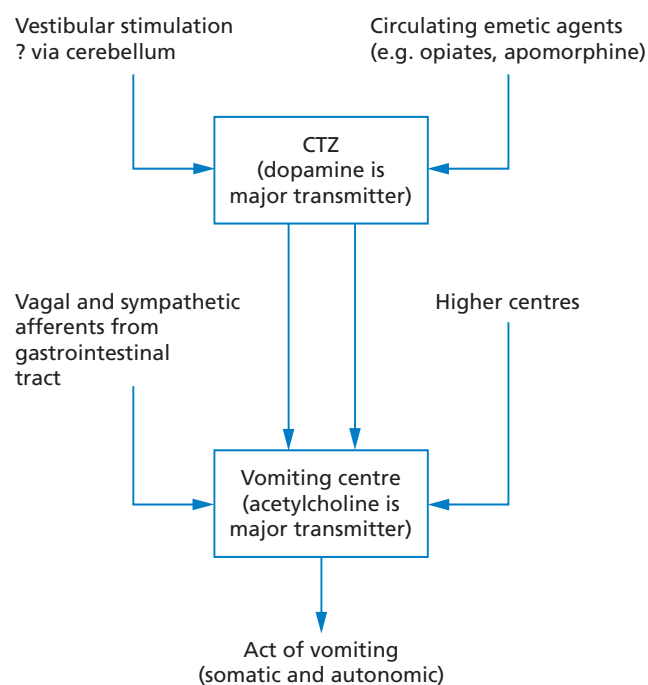 Vestibular stimulation
? via cerebellum
Circulating emetic agents
(e.g. opiates, apomorphine)
CTZ
(dopamine is
major transmitter)
Vagal and sympathetic
afferents from
gastrointestinal
tract
Higher centres
Vomiting centre
(acetylcholine is
major transmitter)
Act of vomiting
(somatic and autonomic)